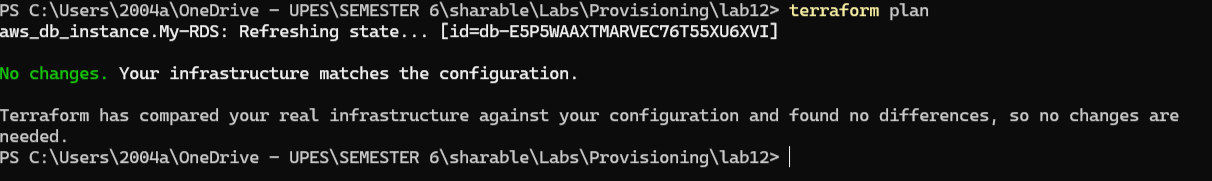 PS C:\Users\2004a\OneDrive - UPES\SEMESTER 6\sharable\Labs\Provisioning\lab12> terraform plan
aws_db_instance.My-RDS: Refreshing state... [id=db-E5P5WAAXTMARVEC76T55XU6XVI]
No changes. Your infrastructure matches the configuration.
Terraform has compared your real infrastructure against your configuration and found no differences, so no changes are
needed.
PS C:\Users\2004a\OneDrive - UPES\SEMESTER 6\sharable\Labs\Provisioning\lab12>